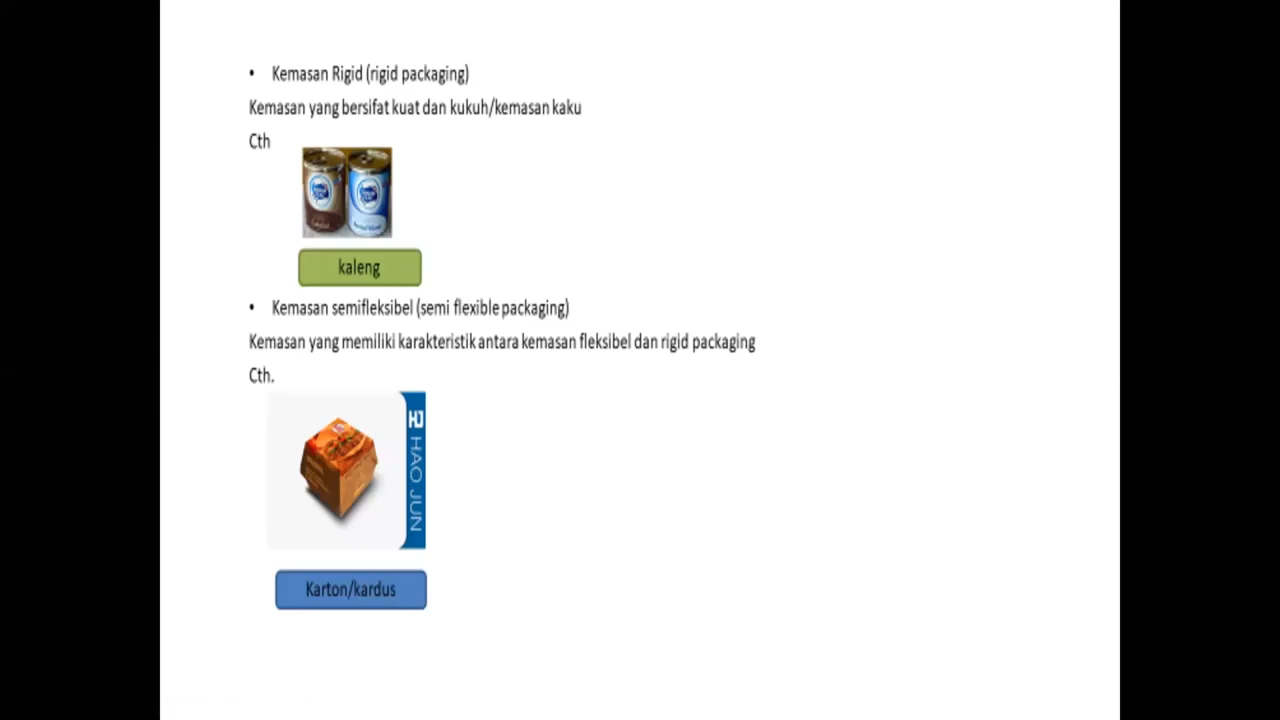 • Kemasan Rigid (rigid packaging)
Kemasan yang bersifat kuat dan kukuh/kemasan kaku
Cth
kaleng
• Kemasan semifleksibel (semi flexible packaging)
Kemasan yang memiliki karakteristik antara kemasan fleksibel dan rigid packaging
Cth.
HJ HAO JUN
Karton/kardus